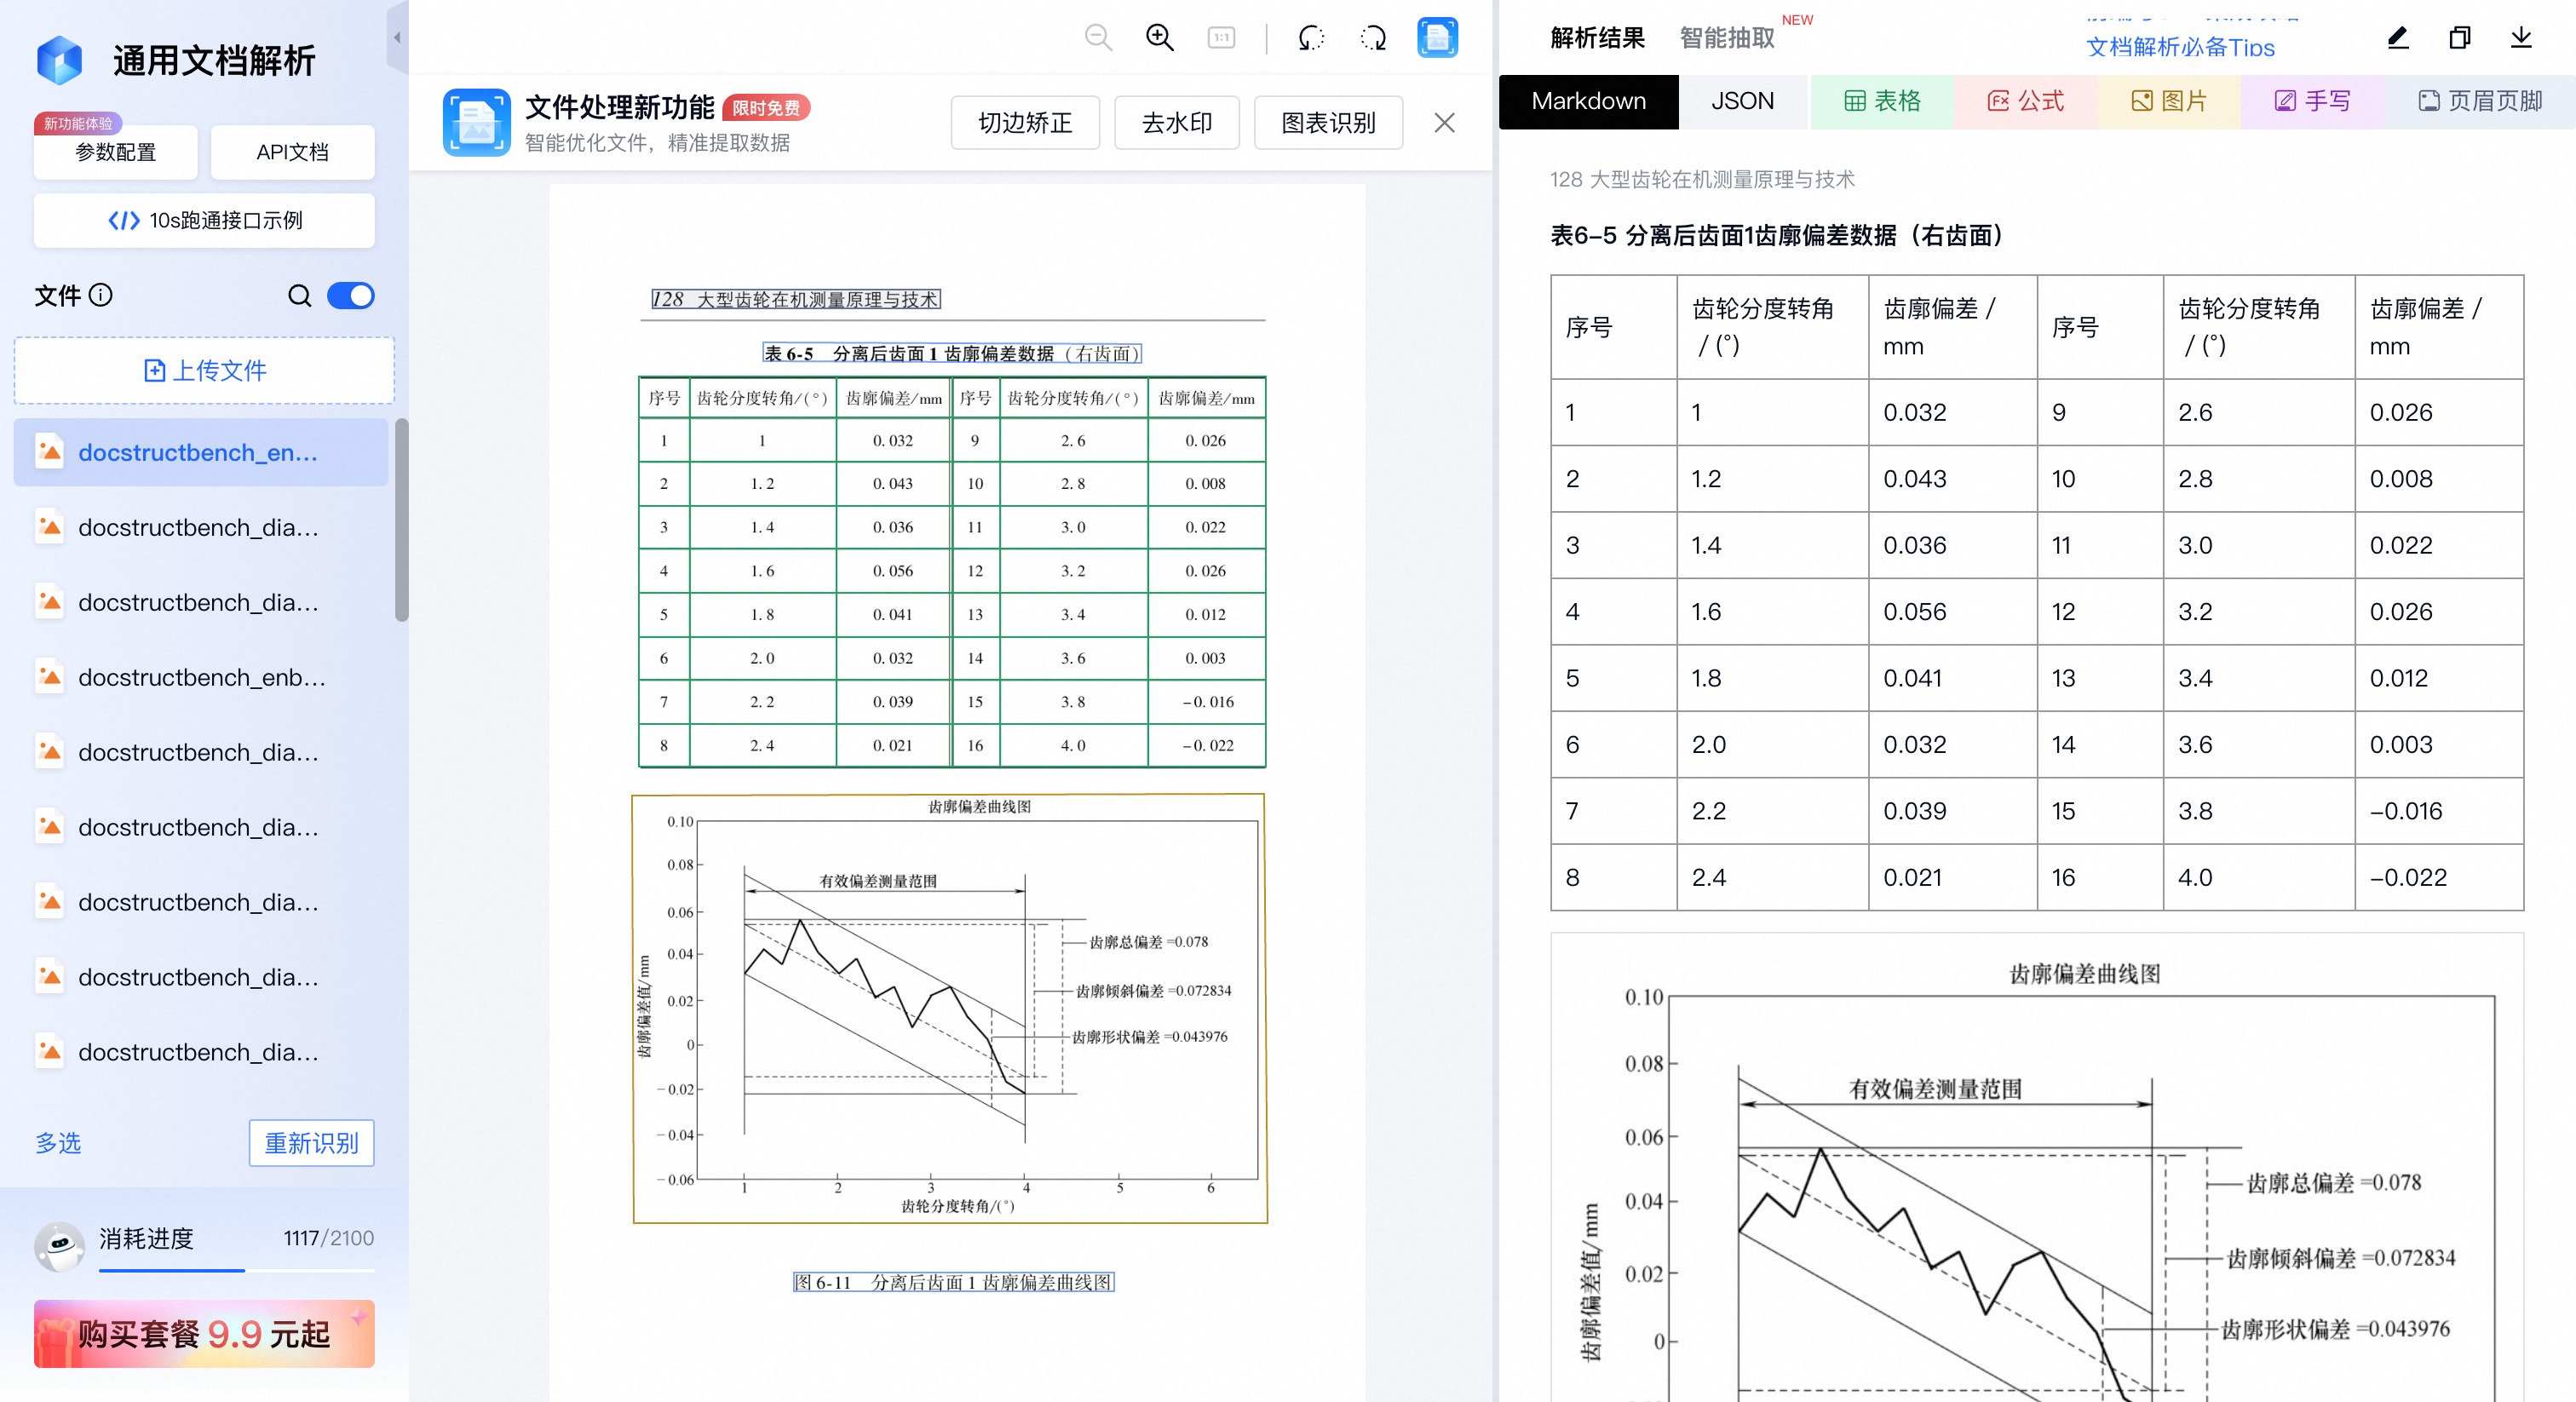 通用文档解析
新功能体验
参数配置
API文档
10s跑通接口示例
文件
上传文件
docstructbench_en...
docstructbench_dia...
docstructbench_dia...
docstructbench_enb...
docstructbench_dia...
docstructbench_dia...
docstructbench_dia...
docstructbench_dia...
docstructbench_dia...
多选
重新识别
消耗进度 1117/2100
购买套餐 9.9 元起
1:1
文件处理新功能 限时免费
智能优化文件，精准提取数据
切边矫正 去水印 图表识别
128 大型齿轮在机测量原理与技术
表 6-5 分离后齿面 1 齿廓偏差数据（右齿面）
序号 齿轮分度转角/(°) 齿廓偏差/mm 序号 齿轮分度转角/(°) 齿廓偏差/mm
1 1 0.032 9 2.6 0.026
2 1.2 0.043 10 2.8 0.008
3 1.4 0.036 11 3.0 0.022
4 1.6 0.056 12 3.2 0.026
5 1.8 0.041 13 3.4 0.012
6 2.0 0.032 14 3.6 0.003
7 2.2 0.039 15 3.8 -0.016
8 2.4 0.021 16 4.0 -0.022
齿廓偏差曲线图
0.10
0.08
有效偏差测量范围
0.06
齿廓总偏差 =0.078
0.04
齿廓倾斜偏差 =0.072834
0.02
齿廓形状偏差 =0.043976
0
-0.02
-0.04
-0.06
齿廓偏差值/mm
1 2 3 4 5 6
齿轮分度转角/(°)
图 6-11 分离后齿面 1 齿廓偏差曲线图
解析结果 智能抽取 NEW
文档解析必备Tips
Markdown JSON 表格 公式 图片 手写 页眉页脚
128 大型齿轮在机测量原理与技术
表6-5 分离后齿面1齿廓偏差数据（右齿面）
序号 齿轮分度转角 / (°) 齿廓偏差 / mm 序号 齿轮分度转角 / (°) 齿廓偏差 / mm
1 1 0.032 9 2.6 0.026
2 1.2 0.043 10 2.8 0.008
3 1.4 0.036 11 3.0 0.022
4 1.6 0.056 12 3.2 0.026
5 1.8 0.041 13 3.4 0.012
6 2.0 0.032 14 3.6 0.003
7 2.2 0.039 15 3.8 -0.016
8 2.4 0.021 16 4.0 -0.022
齿廓偏差曲线图
0.10
0.08
有效偏差测量范围
0.06
齿廓总偏差 =0.078
0.04
齿廓倾斜偏差 =0.072834
0.02
齿廓形状偏差 =0.043976
0
齿廓偏差值/mm